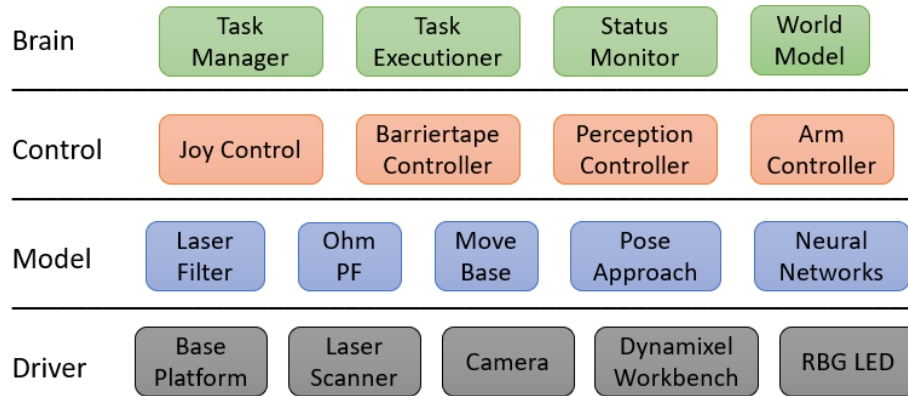 Brain
Task
Manager
Task
Executioner
Status
Monitor
World
Model
Control
Joy Control
Barriertape
Controller
Perception
Controller
Arm
Controller
Model
Laser
Filter
Ohm
PF
Move
Base
Pose
Approach
Neural
Networks
Driver
Base
Platform
Laser
Scanner
Camera
Dynamixel
Workbench
RBG LED